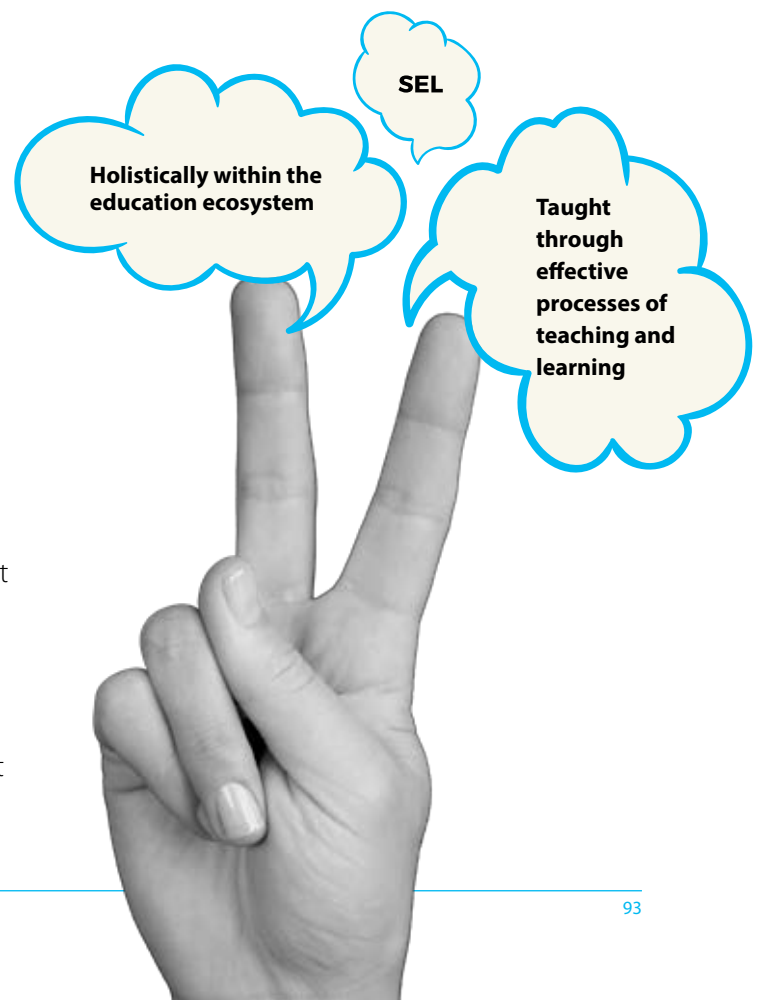 SEL
Holistically within the
education ecosystem
Taught
through
effective
processes of
teaching and
learning
t
t
93